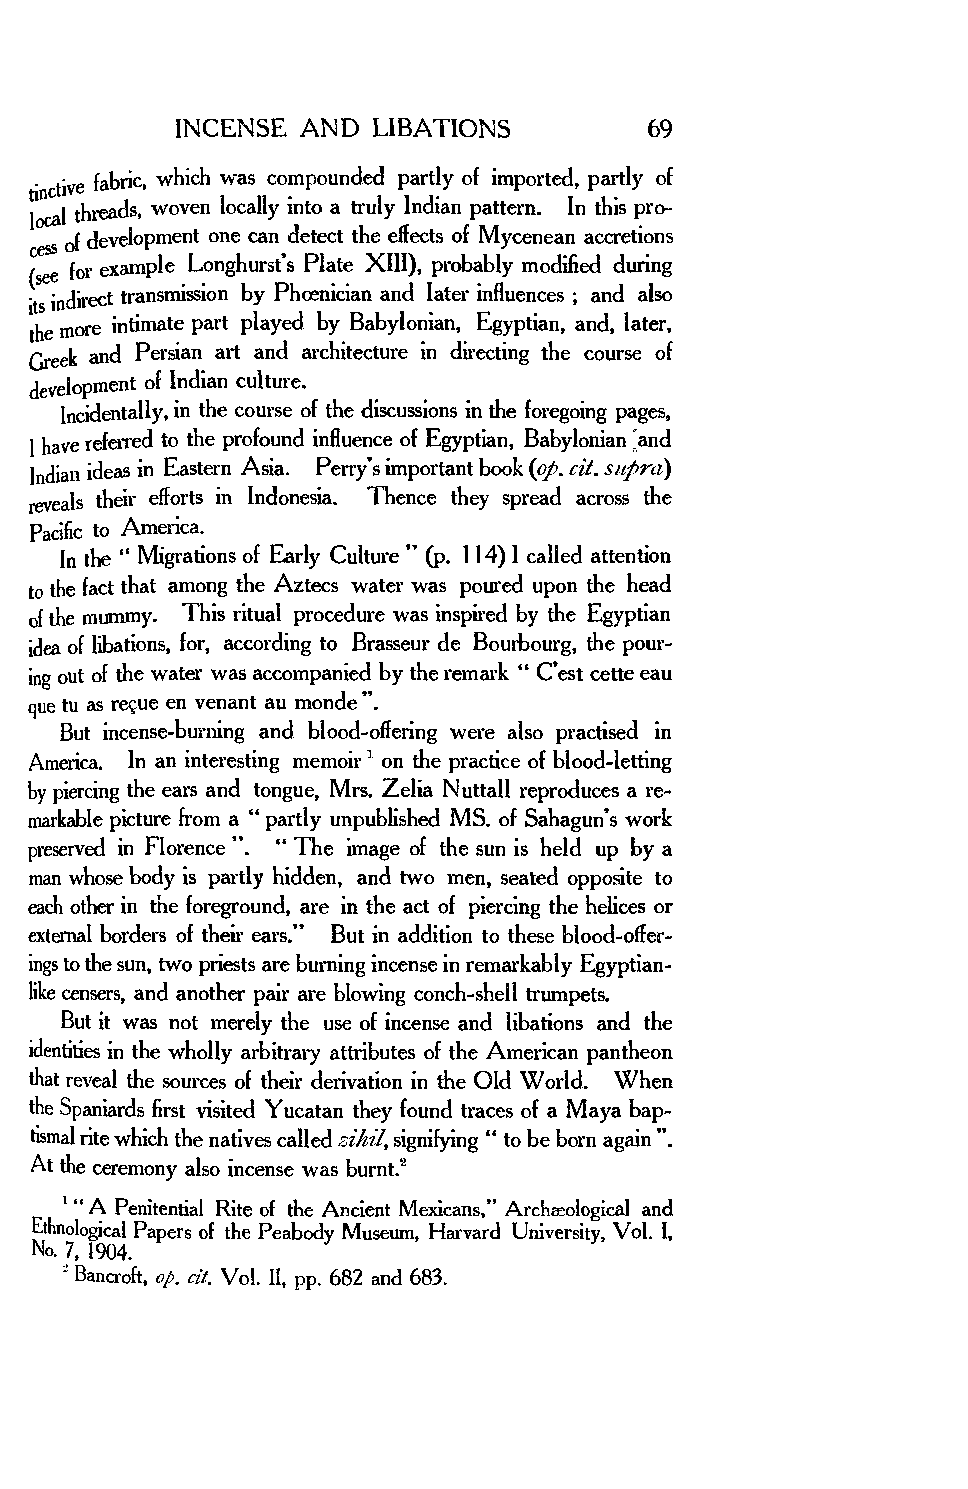 INCENSE AND LIBATIONS 69
tinctive fabric, which was compounded partly of imported, partly of
local threads, woven locally into a truly Indian pattern. In this pro-
cess of development one can detect the effects of Mycenean accretions
(see for example Longhurst's Plate XIII), probably modified during
its indirect transmission by Phœnician and later influences ; and also
the more intimate part played by Babylonian, Egyptian, and, later,
Greek and Persian art and architecture in directing the course of
development of Indian culture.
Incidentally, in the course of the discussions in the foregoing pages,
I have referred to the profound influence of Egyptian, Babylonian and
Indian ideas in Eastern Asia. Perry's important book (op. cit. supra)
reveals their efforts in Indonesia. Thence they spread across the
Pacific to America.
In the “ Migrations of Early Culture ” (p. 114) I called attention
to the fact that among the Aztecs water was poured upon the head
of the mummy. This ritual procedure was inspired by the Egyptian
idea of libations, for, according to Brasseur de Bourbourg, the pour-
ing out of the water was accompanied by the remark “ C'est cette eau
que tu as reçue en venant au monde ”.
But incense-burning and blood-offering were also practised in
America. In an interesting memoir ¹ on the practice of blood-letting
by piercing the ears and tongue, Mrs. Zelia Nuttall reproduces a re-
markable picture from a “ partly unpublished MS. of Sahagun's work
preserved in Florence ”. “ The image of the sun is held up by a
man whose body is partly hidden, and two men, seated opposite to
each other in the foreground, are in the act of piercing the helices or
external borders of their ears.” But in addition to these blood-offer-
ings to the sun, two priests are burning incense in remarkably Egyptian-
like censers, and another pair are blowing conch-shell trumpets.
But it was not merely the use of incense and libations and the
identities in the wholly arbitrary attributes of the American pantheon
that reveal the sources of their derivation in the Old World. When
the Spaniards first visited Yucatan they found traces of a Maya bap-
tismal rite which the natives called zihil, signifying “ to be born again ”.
At the ceremony also incense was burnt.²
¹ “ A Penitential Rite of the Ancient Mexicans,” Archæological and
Ethnological Papers of the Peabody Museum, Harvard University, Vol. I,
No. 7, 1904.
² Bancroft, op. cit. Vol. II, pp. 682 and 683.